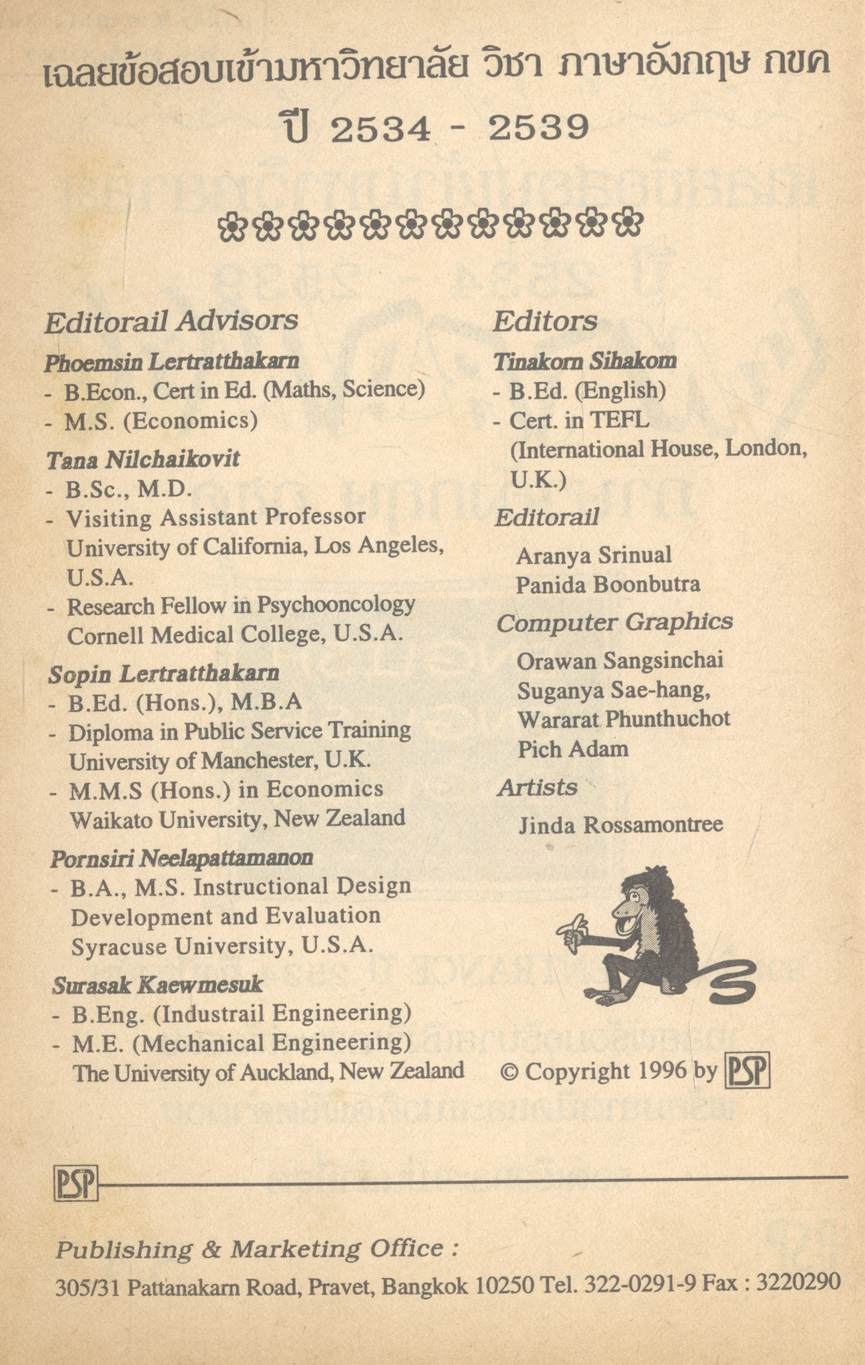 เฉลยข้อสอบเข้ามหาวิทยาลัย วิชา ภาษาอังกฤษ กขค
ปี 2534 - 2539
Editorail Advisors
Phoemsin Lertratthakarn
- B.Econ., Cert in Ed. (Maths, Science)
- M.S. (Economics)
Tana Nilchaikovit
- B.Sc., M.D.
- Visiting Assistant Professor
University of California, Los Angeles,
U.S.A.
- Research Fellow in Psychooncology
Cornell Medical College, U.S.A.
Sopin Lertratthakarn
- B.Ed. (Hons.), M.B.A
- Diploma in Public Service Training
University of Manchester, U.K.
- M.M.S (Hons.) in Economics
Waikato University, New Zealand
Pornsiri Neelapattamanon
- B.A., M.S. Instructional Design
Development and Evaluation
Syracuse University, U.S.A.
Surasak Kaewmesuk
- B.Eng. (Industrail Engineering)
- M.E. (Mechanical Engineering)
The University of Auckland, New Zealand
Editors
Tinakorn Sihakom
- B.Ed. (English)
- Cert. in TEFL
(International House, London,
U.K.)
Editorail
Aranya Srinual
Panida Boonbutra
Computer Graphics
Orawan Sangsinchai
Suganya Sae-hang,
Wararat Phunthuchot
Pich Adam
Artists
Jinda Rossamontree
© Copyright 1996 by PSP
PSP
Publishing & Marketing Office :
305/31 Pattanakarn Road, Pravet, Bangkok 10250 Tel. 322-0291-9 Fax : 3220290